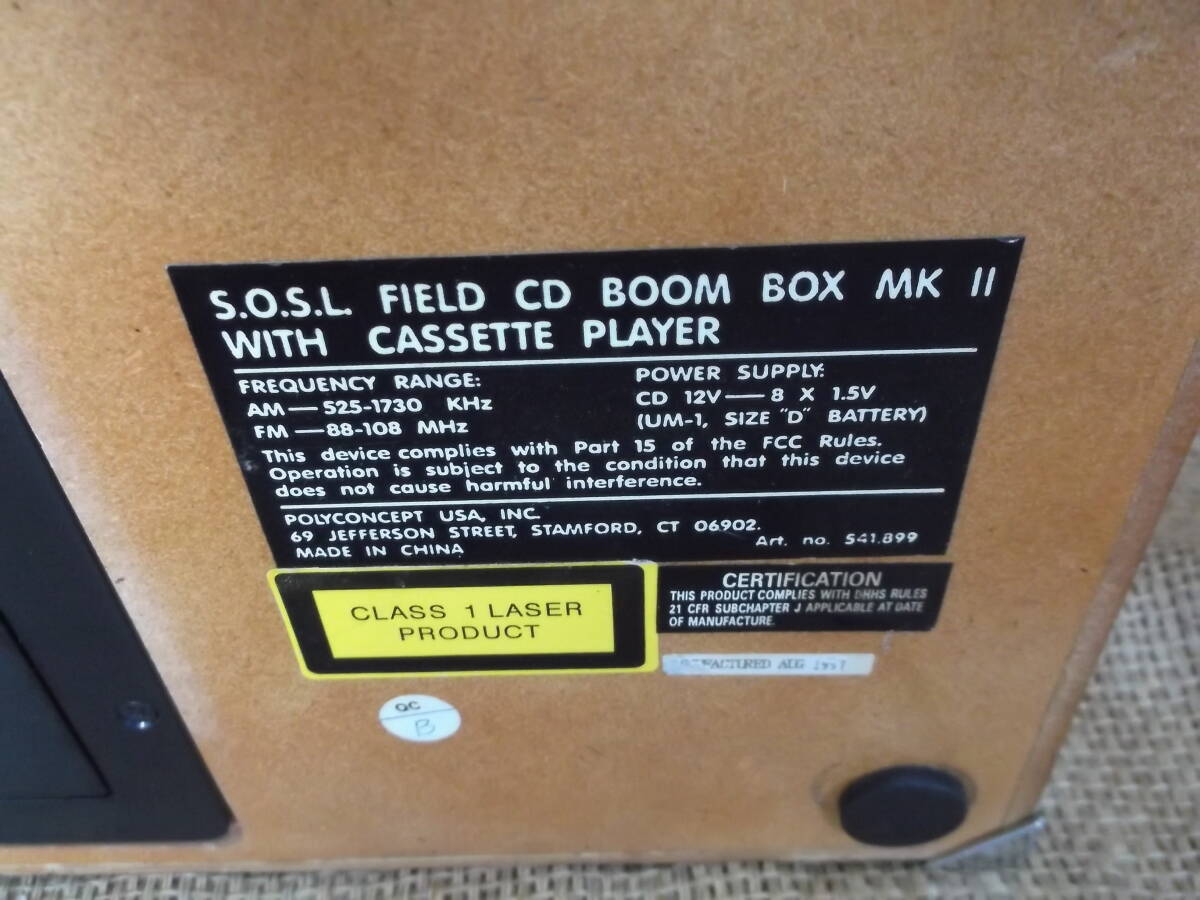 S.O.S.L. FIELD CD BOOM BOX MK II
WITH CASSETTE PLAYER
FREQUENCY RANGE:
AM — 525-1730 KHz
FM — 88-108 MHz
POWER SUPPLY:
CD 12V — 8 X 1.5V
(UM-1, SIZE "D" BATTERY)
This device complies with Part 15 of the FCC Rules.
Operation is subject to the condition that this device
does not cause harmful interference.
POLYCONCEPT USA, INC.
69 JEFFERSON STREET, STAMFORD, CT 06902.
MADE IN CHINA
Art. no. 541.899
CLASS 1 LASER
PRODUCT
CERTIFICATION
THIS PRODUCT COMPLIES WITH DHHS RULES
21 CFR SUBCHAPTER J APPLICABLE AT DATE
OF MANUFACTURE.
AUG
QC
B